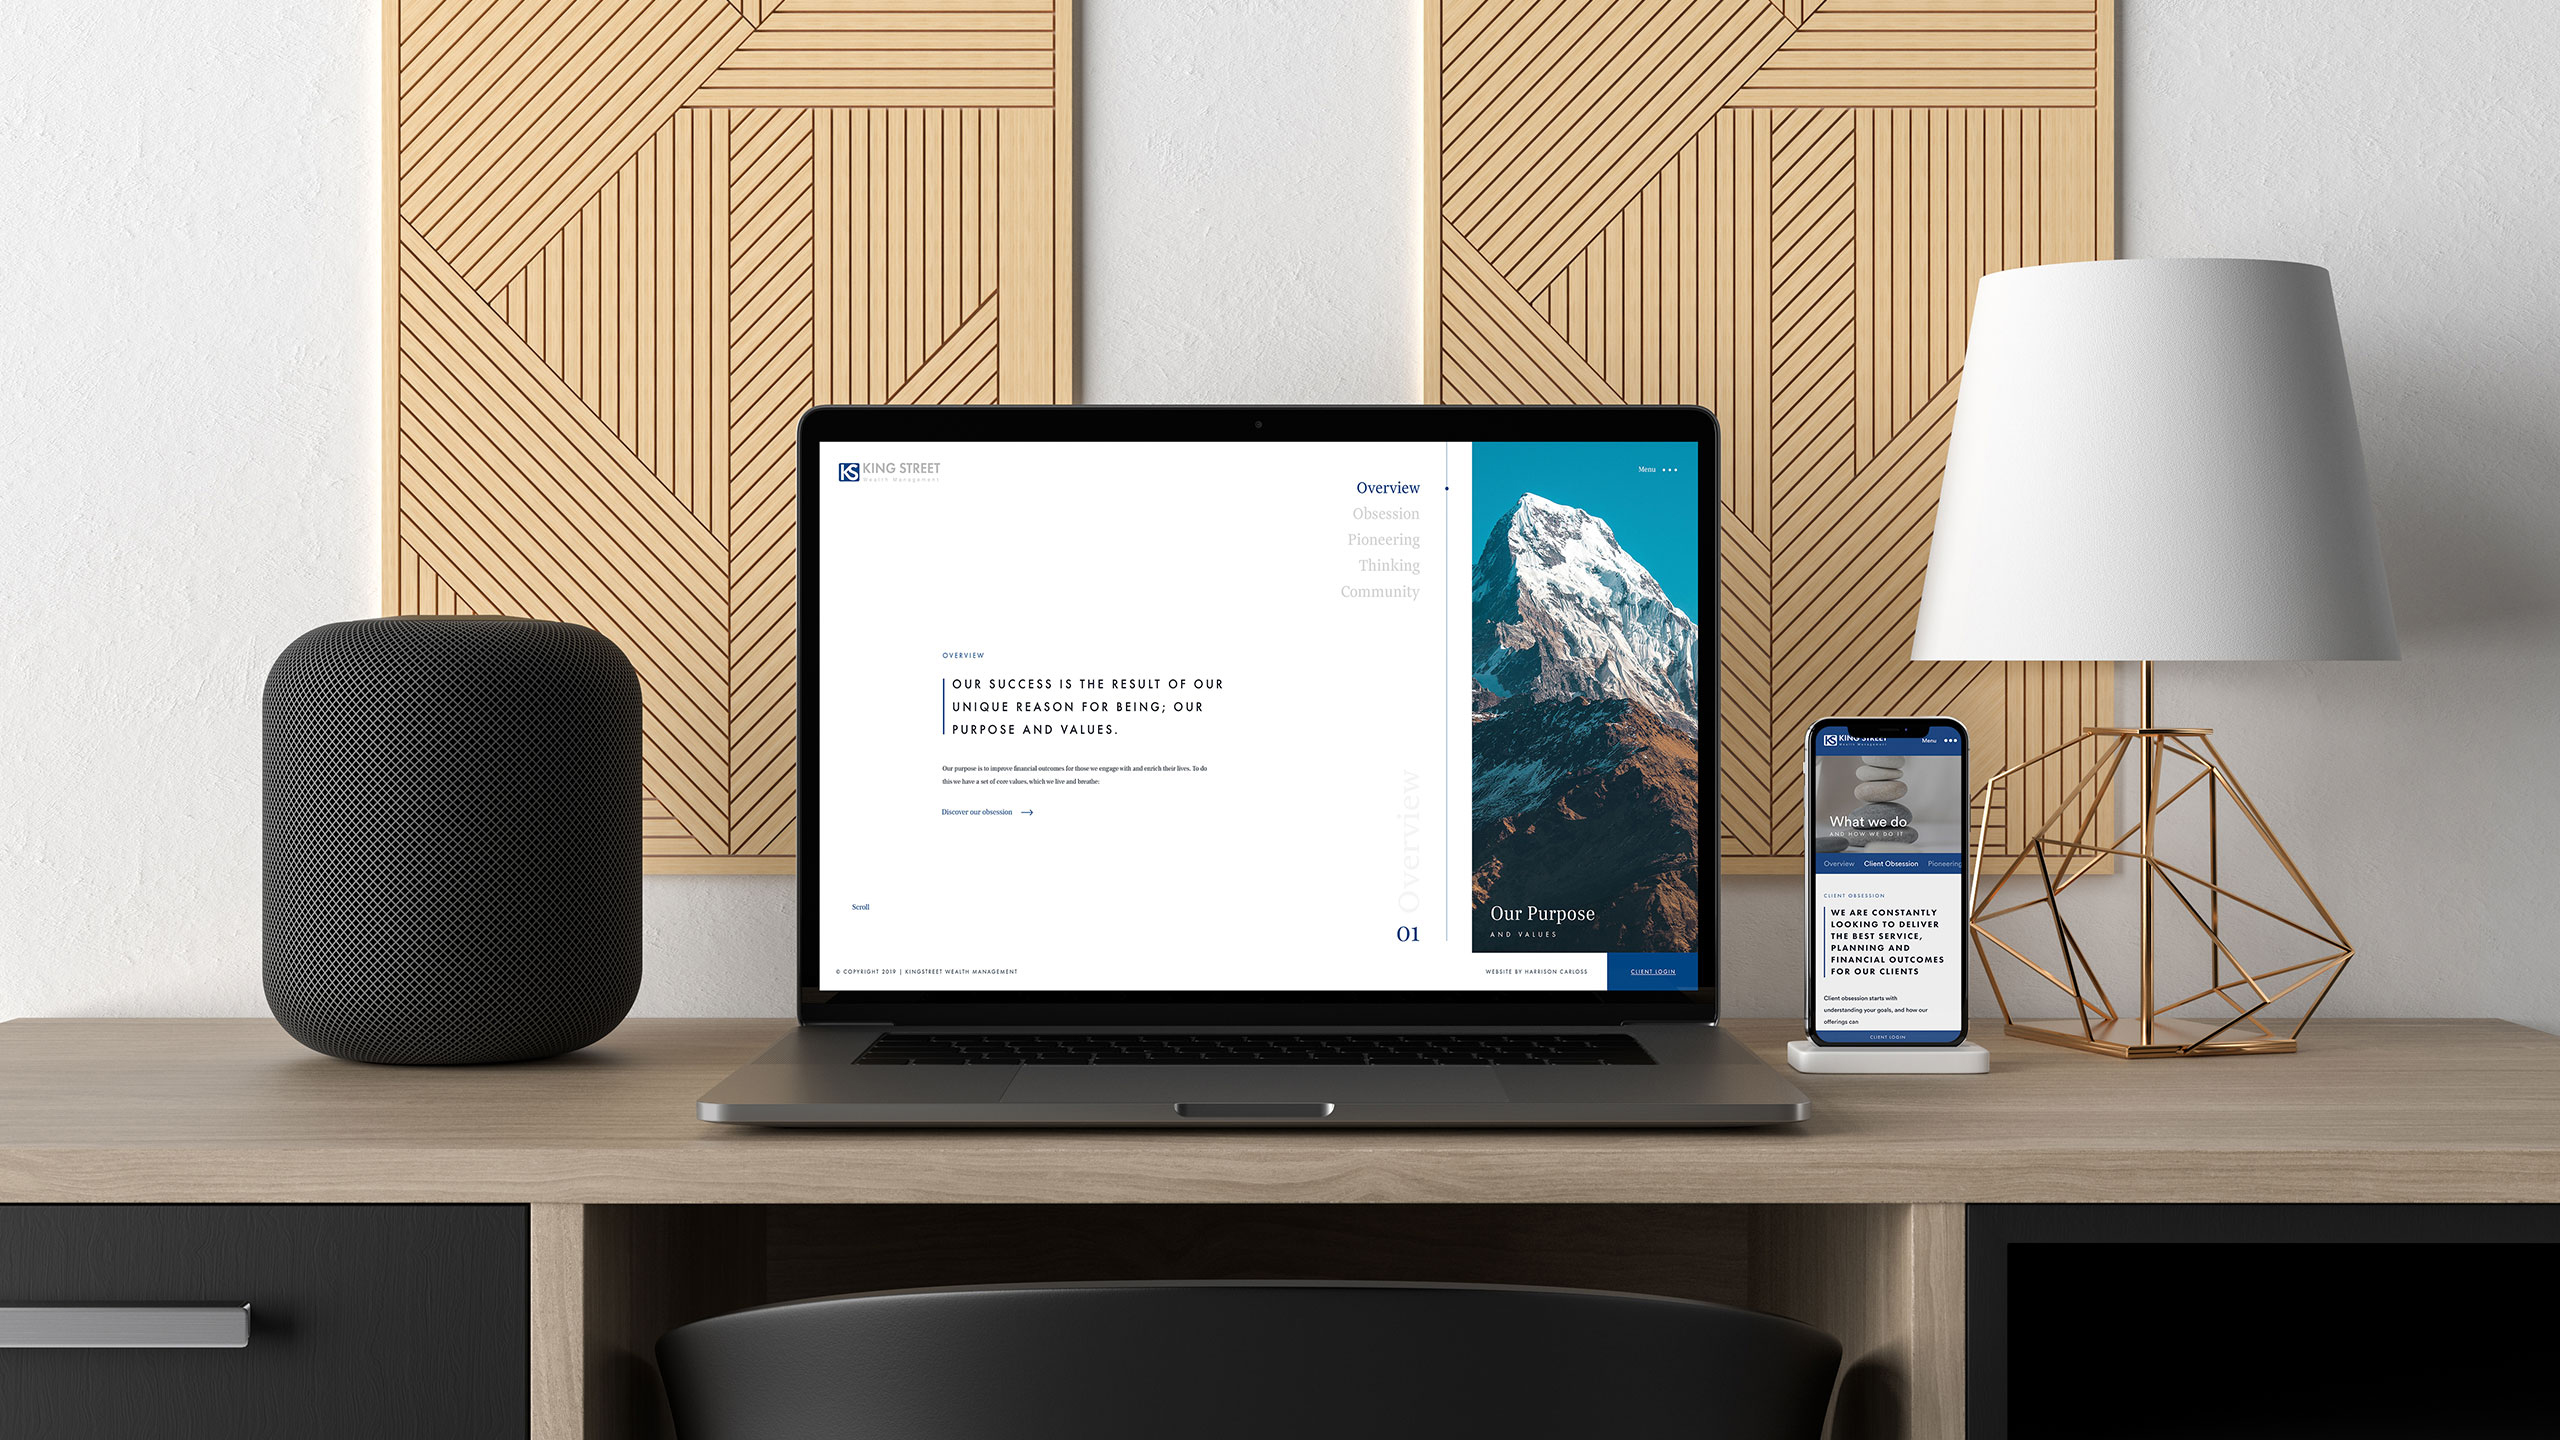 KS KING STREET
Wealth Management
Menu
Overview
Obsession
Pioneering
Thinking
Community
OVERVIEW
OUR SUCCESS IS THE RESULT OF OUR
UNIQUE REASON FOR BEING; OUR
PURPOSE AND VALUES.
Our purpose is to improve financial outcomes for those we engage with and enrich their lives. To do
this we have a set of core values, which we live and breathe:
Discover our obsession
Scroll
Overview
01
Our Purpose
AND VALUES
© COPYRIGHT 2019 | KINGSTREET WEALTH MANAGEMENT
WEBSITE BY HARRISON CARLOSS
CLIENT LOGIN
KS KING STREET
Wealth Management
Menu
What we do
AND HOW WE DO IT
Overview Client Obsession Pioneering
CLIENT OBSESSION
WE ARE CONSTANTLY
LOOKING TO DELIVER
THE BEST SERVICE,
PLANNING AND
FINANCIAL OUTCOMES
FOR OUR CLIENTS
Client obsession starts with
understanding your goals, and how our
offerings can
CLIENT LOGIN